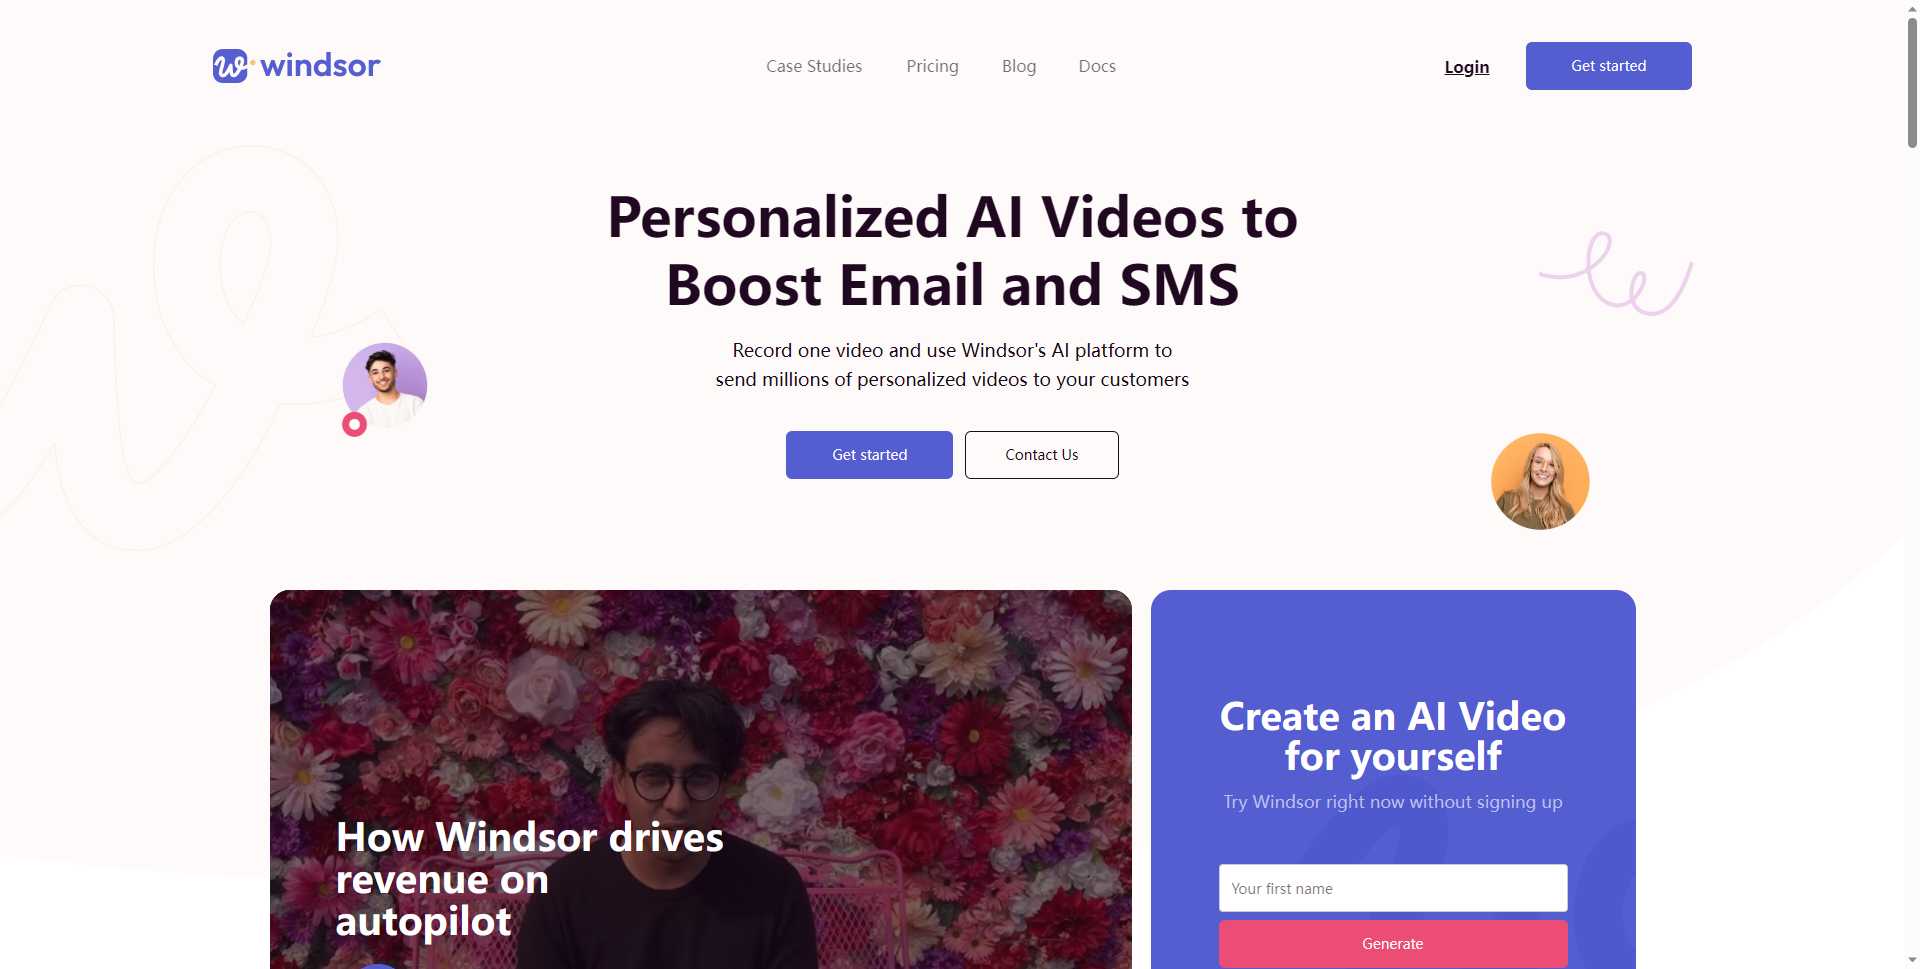 windsor
Case Studies
Pricing
Blog
Docs
Login
Get started
Personalized AI Videos to
Boost Email and SMS
Record one video and use Windsor's AI platform to
send millions of personalized videos to your customers
Get started
Contact Us
How Windsor drives
revenue on
autopilot
Create an AI Video
for yourself
Try Windsor right now without signing up
Your first name
Generate